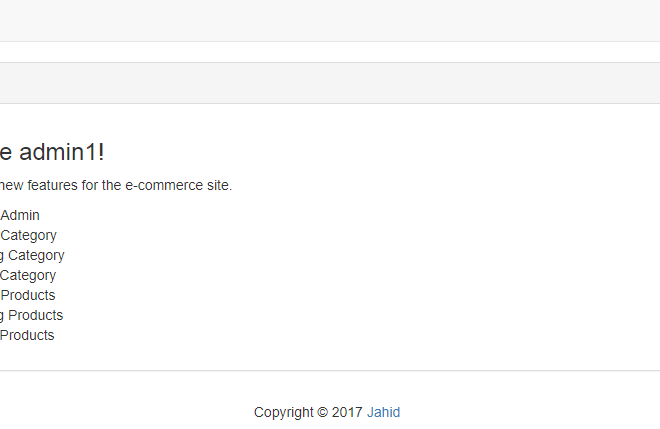 e admin1!
new features for the e-commerce site.
Admin
Category
g Category
Category
Products
g Products
Products
Copyright © 2017 Jahid